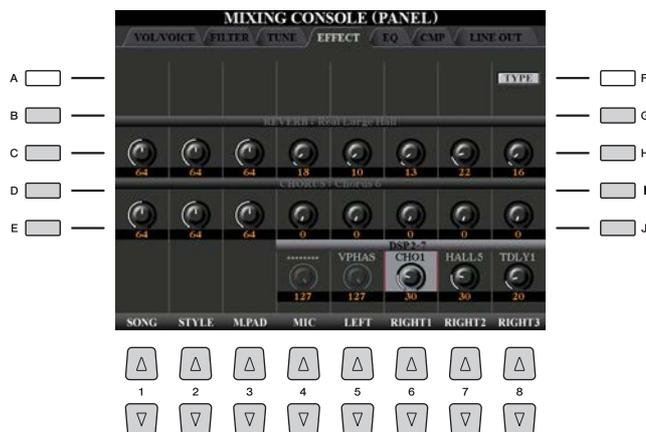 MIXING CONSOLE (PANEL)
VOL/VOICE FILTER TUNE EFFECT EQ CMP LINE OUT
A TYPE F
B G
REVERB : Real Large Hall
C 64 64 64 18 10 13 22 16 H
D I
CHORUS : Chorus 6
E 64 64 64 0 0 0 0 0 J
DSP2-7
******** VPHAS CHO1 HALL5 TDLY1
127 127 30 30 20
SONG STYLE M.PAD MIC LEFT RIGHT1 RIGHT2 RIGHT3
1 2 3 4 5 6 7 8